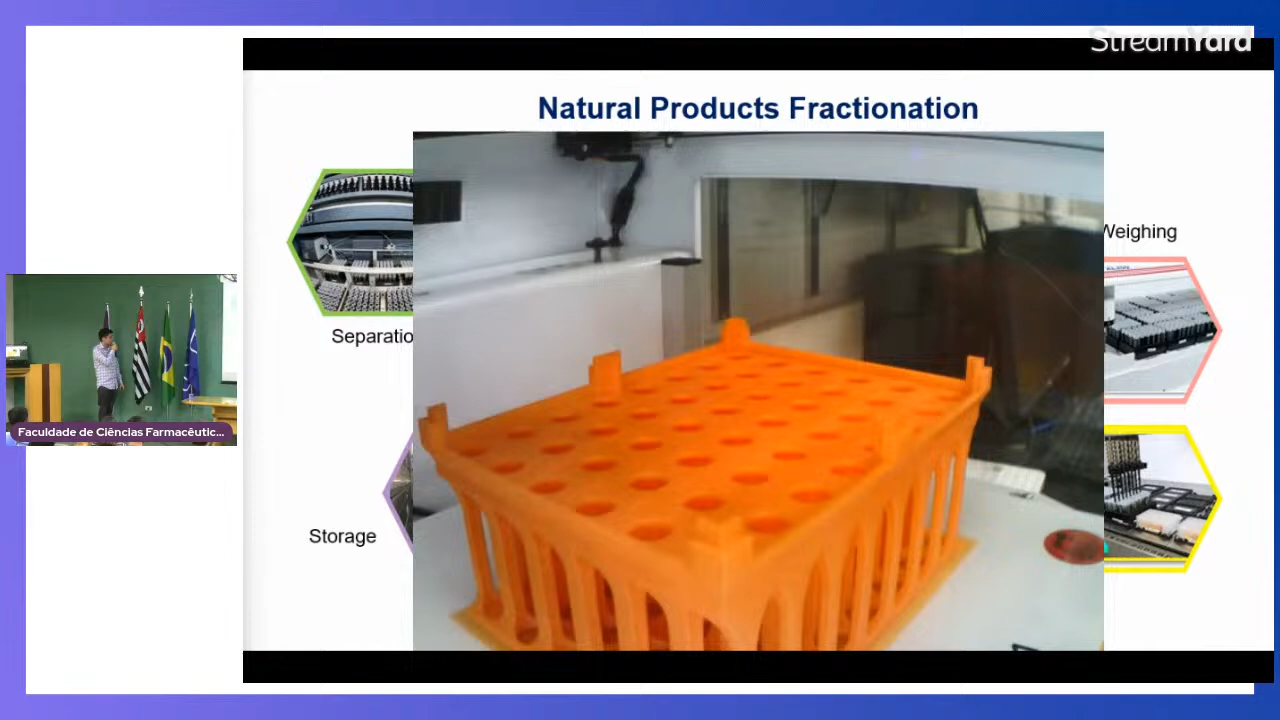 StreamYard
Natural Products Fractionation
Weighing
Separatio
Storage
Faculdade de Ciências Farmacêutic...